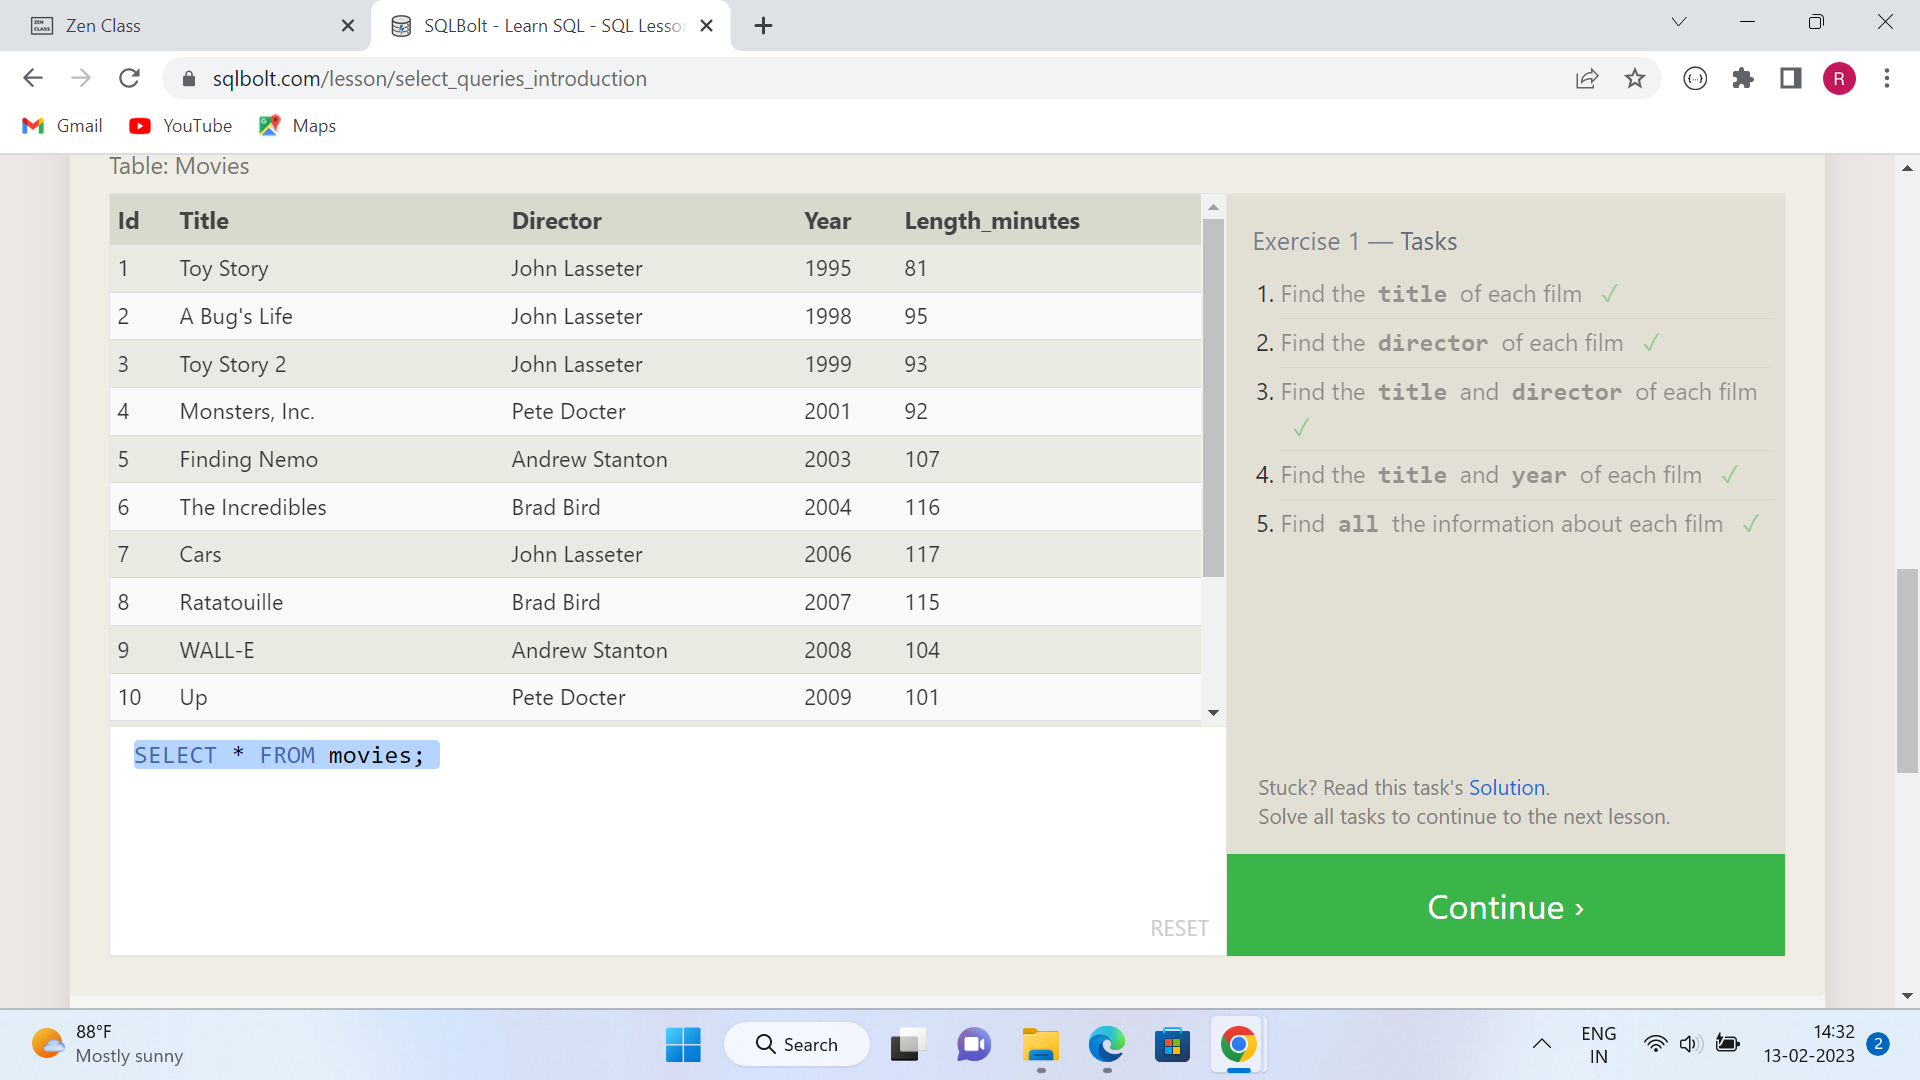 Zen Class
SQLBolt - Learn SQL - SQL Lesso
sqlbolt.com/lesson/select_queries_introduction
R
Gmail
YouTube
Maps
Table: Movies
Id Title Director Year Length_minutes
1 Toy Story John Lasseter 1995 81
2 A Bug's Life John Lasseter 1998 95
3 Toy Story 2 John Lasseter 1999 93
4 Monsters, Inc. Pete Docter 2001 92
5 Finding Nemo Andrew Stanton 2003 107
6 The Incredibles Brad Bird 2004 116
7 Cars John Lasseter 2006 117
8 Ratatouille Brad Bird 2007 115
9 WALL-E Andrew Stanton 2008 104
10 Up Pete Docter 2009 101
SELECT * FROM movies;
RESET
Exercise 1 — Tasks
1. Find the title of each film ✓
2. Find the director of each film ✓
3. Find the title and director of each film
✓
4. Find the title and year of each film ✓
5. Find all the information about each film ✓
Stuck? Read this task's Solution.
Solve all tasks to continue to the next lesson.
Continue ›
88°F
Mostly sunny
Search
ENG
IN
14:32
13-02-2023
2